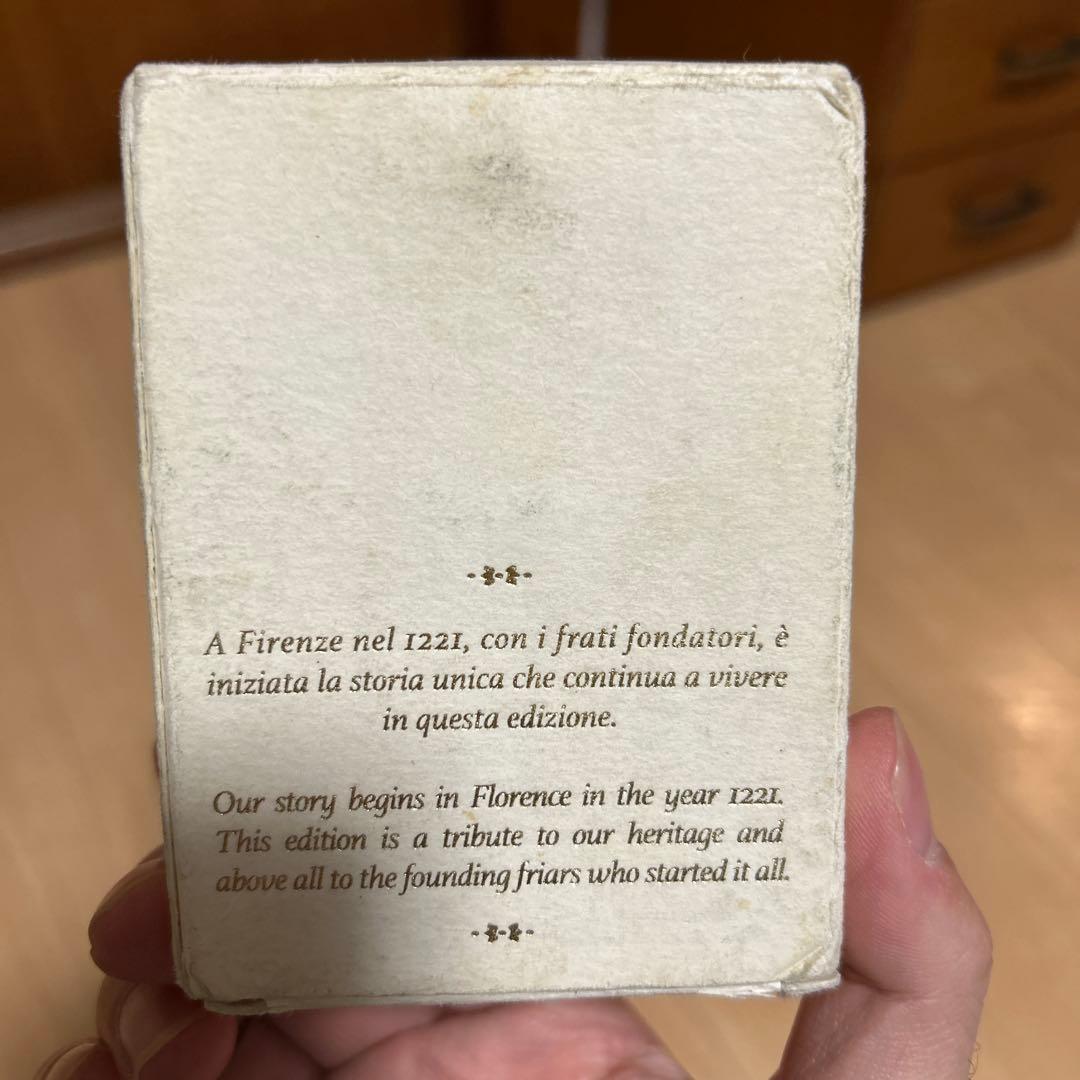 A Firenze nel 1221, con i frati fondatori, è
iniziata la storia unica che continua a vivere
in questa edizione.
Our story begins in Florence in the year 1221.
This edition is a tribute to our heritage and
above all to the founding friars who started it all.